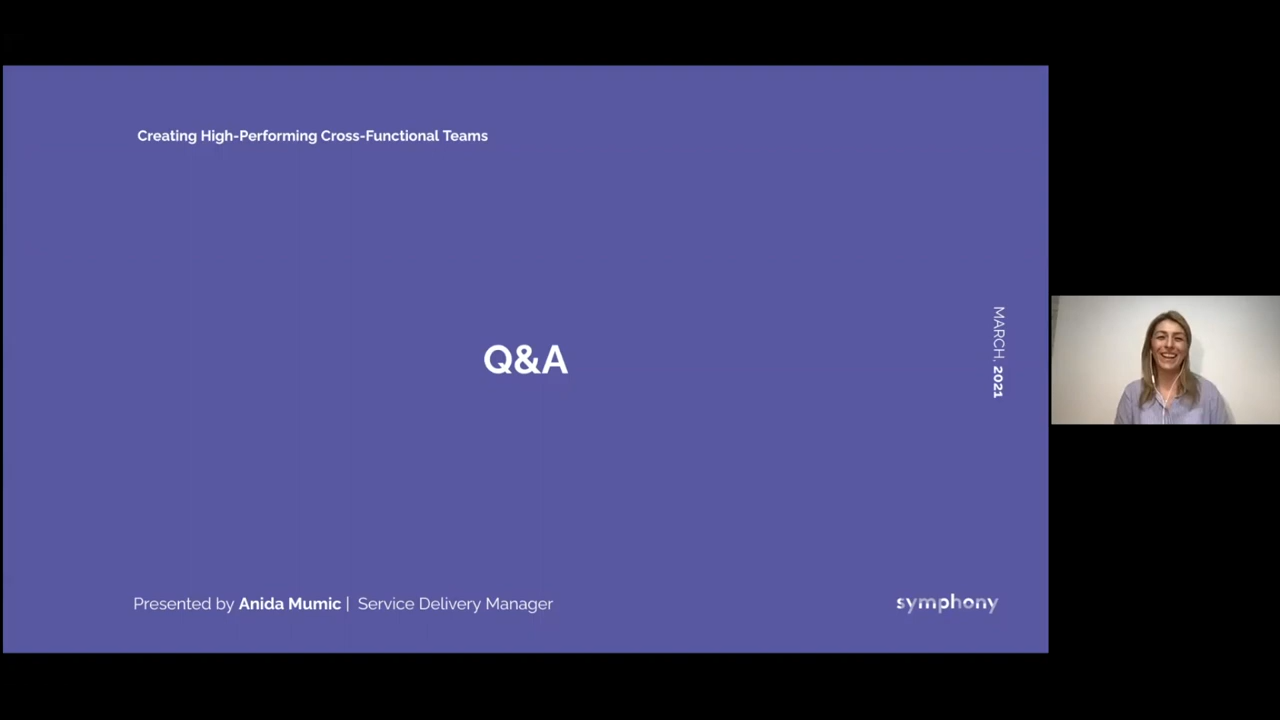 Creating High-Performing Cross-Functional Teams
Q&A
MARCH, 2021
Presented by Anida Mumic | Service Delivery Manager
symphony